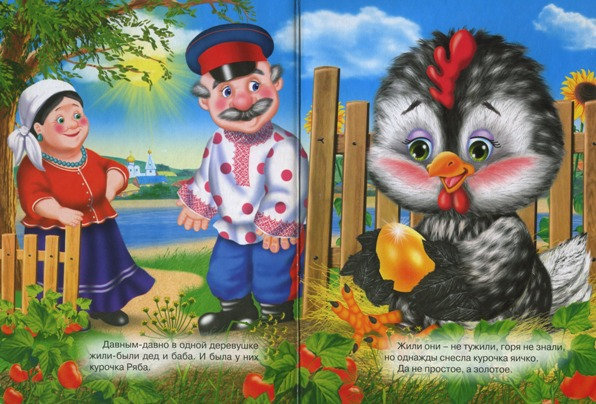 Давным-давно в одной деревушке
жили-были дед и баба. И была у них
курочка Ряба.
Жили они – не тужили, горя не знали,
но однажды снесла курочка яичко.
Да не простое, а золотое.